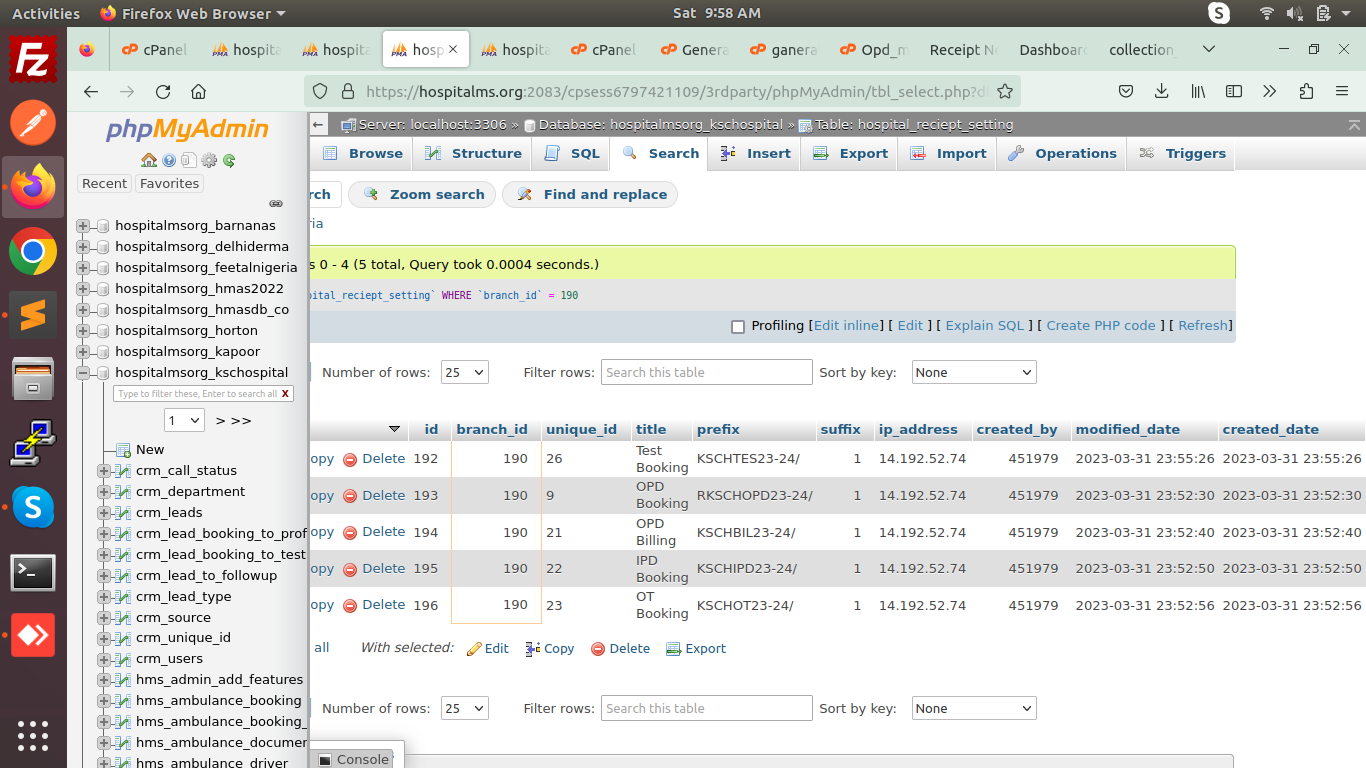 Activities Firefox Web Browser Sat 9:58 AM S
cPanel hospita hospita hosp hospita cPanel Genera ganera Opd_m Receipt No Dashboar collection
https://hospitalms.org:2083/cpsess6797421109/3rdparty/phpMyAdmin/tbl_select.php?d
phpMyAdmin
Recent Favorites
hospitalmsorg_barnanas
hospitalmsorg_delhiderma
hospitalmsorg_feetalnigeria
hospitalmsorg_hmas2022
hospitalmsorg_hmasdb_co
hospitalmsorg_horton
hospitalmsorg_kapoor
hospitalmsorg_kschospital
Type to filter these, Enter to search all X
1 > >>
New
crm_call_status
crm_department
crm_leads
crm_lead_booking_to_prof
crm_lead_booking_to_test
crm_lead_to_followup
crm_lead_type
crm_source
crm_unique_id
crm_users
hms_admin_add_features
hms_ambulance_booking
hms_ambulance_booking_
hms_ambulance_documen
hms_ambulance_driver
Server: localhost:3306 » Database: hospitalmsorg_kschospital » Table: hospital_reciept_setting
Browse Structure SQL Search Insert Export Import Operations Triggers
rch Zoom search Find and replace
ria
s 0 - 4 (5 total, Query took 0.0004 seconds.)
pital_reciept_setting` WHERE `branch_id` = 190
Profiling [Edit inline] [ Edit ] [ Explain SQL ] [ Create PHP code ] [ Refresh]
Number of rows: 25 Filter rows: Search this table Sort by key: None
id branch_id unique_id title prefix suffix ip_address created_by modified_date created_date
opy Delete 192 190 26 Test Booking KSCHTES23-24/ 1 14.192.52.74 451979 2023-03-31 23:55:26 2023-03-31 23:55:26
opy Delete 193 190 9 OPD Booking RKSCHOPD23-24/ 1 14.192.52.74 451979 2023-03-31 23:52:30 2023-03-31 23:52:30
opy Delete 194 190 21 OPD Billing KSCHBIL23-24/ 1 14.192.52.74 451979 2023-03-31 23:52:40 2023-03-31 23:52:40
opy Delete 195 190 22 IPD Booking KSCHIPD23-24/ 1 14.192.52.74 451979 2023-03-31 23:52:50 2023-03-31 23:52:50
opy Delete 196 190 23 OT Booking KSCHOT23-24/ 1 14.192.52.74 451979 2023-03-31 23:52:56 2023-03-31 23:52:56
all With selected: Edit Copy Delete Export
Number of rows: 25 Filter rows: Search this table Sort by key: None
Console